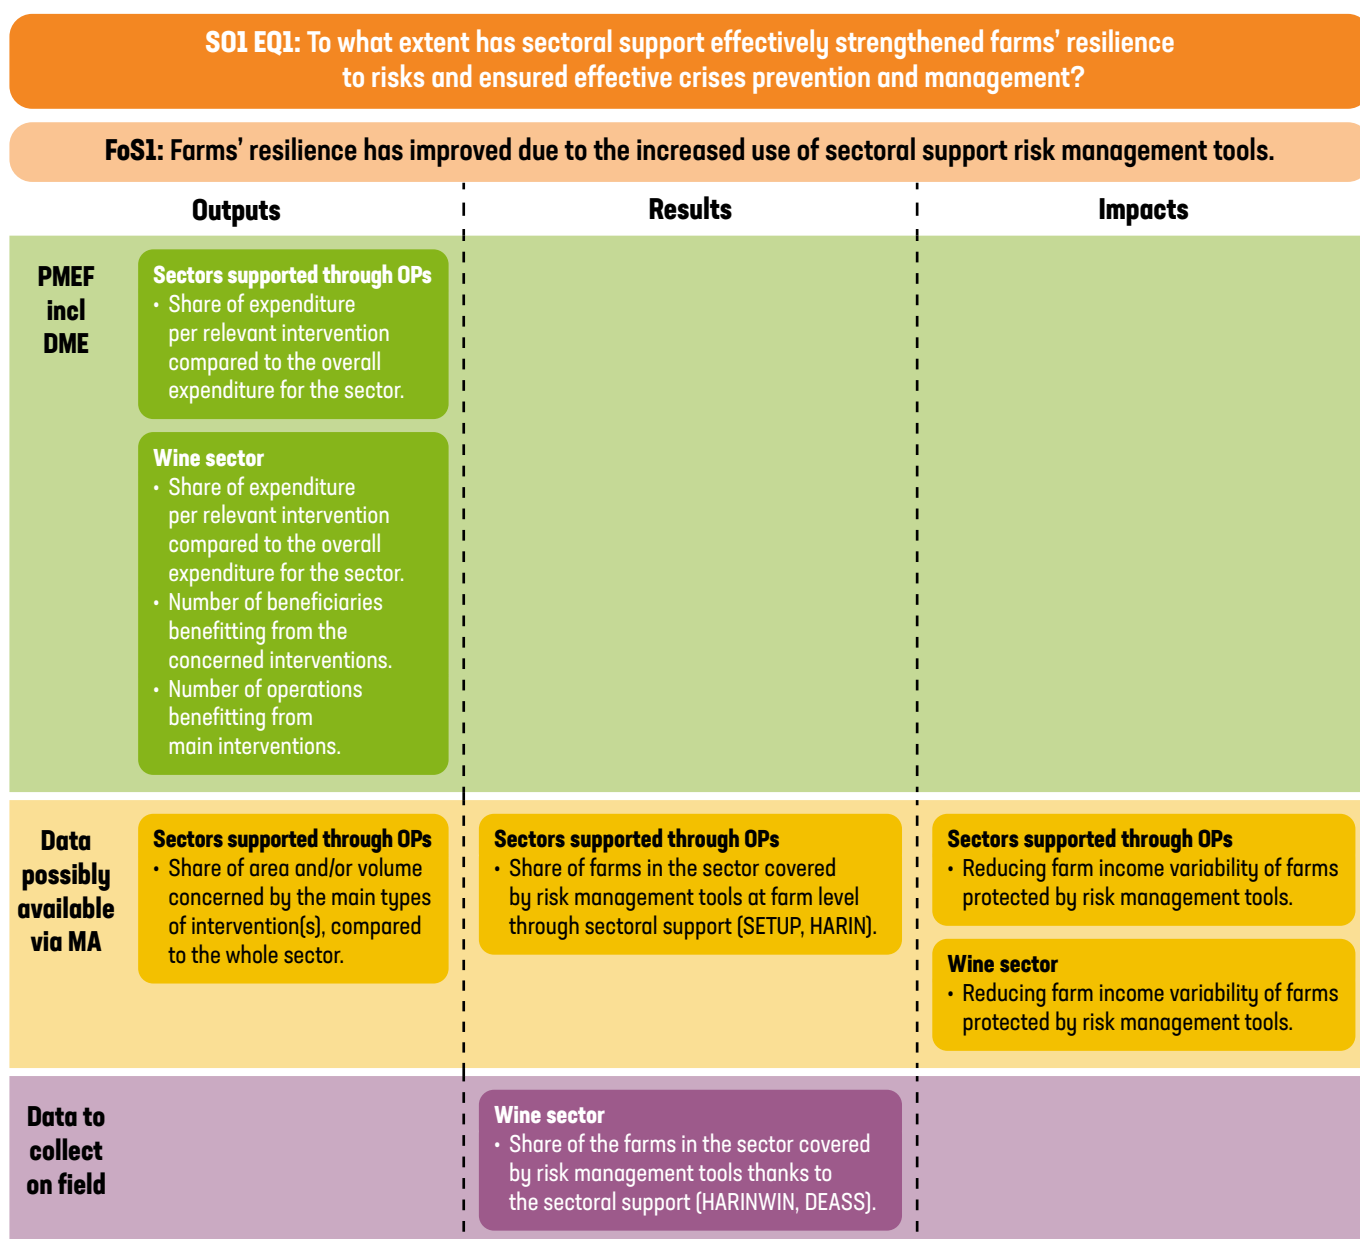 SO1 EQ1: To what extent has sectoral support effectively strengthened farms’ resilience
to risks and ensured effective crises prevention and management?
FoS1: Farms’ resilience has improved due to the increased use of sectoral support risk management tools.
Outputs
Results
Impacts
PMEF
incl
DME
Sectors supported through OPs
• Share of expenditure
per relevant intervention
compared to the overall
expenditure for the sector.
Wine sector
• Share of expenditure
per relevant intervention
compared to the overall
expenditure for the sector.
• Number of beneficiaries
benefitting from the
concerned interventions.
• Number of operations
benefitting from
main interventions.
Data
possibly
available
via MA
Sectors supported through OPs
• Share of area and/or volume
concerned by the main types
of intervention(s), compared
to the whole sector.
Sectors supported through OPs
• Share of farms in the sector covered
by risk management tools at farm level
through sectoral support (SETUP, HARIN).
Sectors supported through OPs
• Reducing farm income variability of farms
protected by risk management tools.
Wine sector
• Reducing farm income variability of farms
protected by risk management tools.
Data to
collect
on field
Wine sector
• Share of the farms in the sector covered
by risk management tools thanks to
the sectoral support (HARINWIN, DEASS).